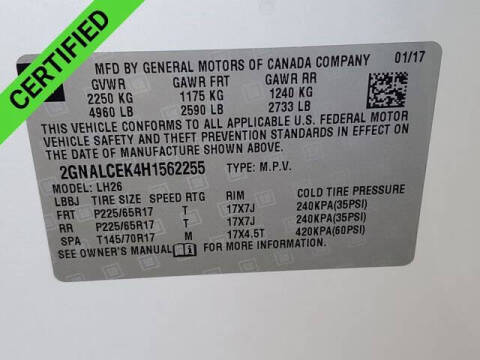 CERTIFIED
MFD BY GENERAL MOTORS OF CANADA COMPANY 01/17
GVWR GAWR FRT GAWR RR
2250 KG 1175 KG 1240 KG
4960 LB 2590 LB 2733 LB
THIS VEHICLE CONFORMS TO ALL APPLICABLE U.S. FEDERAL MOTOR
VEHICLE SAFETY AND THEFT PREVENTION STANDARDS IN EFFECT ON THE
DATE OF MANUFACTURE SHOWN ABOVE.
2GNALCEK4H1562255 TYPE: M.P.V.
MODEL: LH26
LBBJ TIRE SIZE SPEED RTG RIM COLD TIRE PRESSURE
FRT P225/65R17 T 17X7J 240KPA(35PSI)
RR P225/65R17 T 17X7J 240KPA(35PSI)
SPA T145/70R17 M 17X4.5T 420KPA(60PSI)
SEE OWNER'S MANUAL FOR MORE INFORMATION.